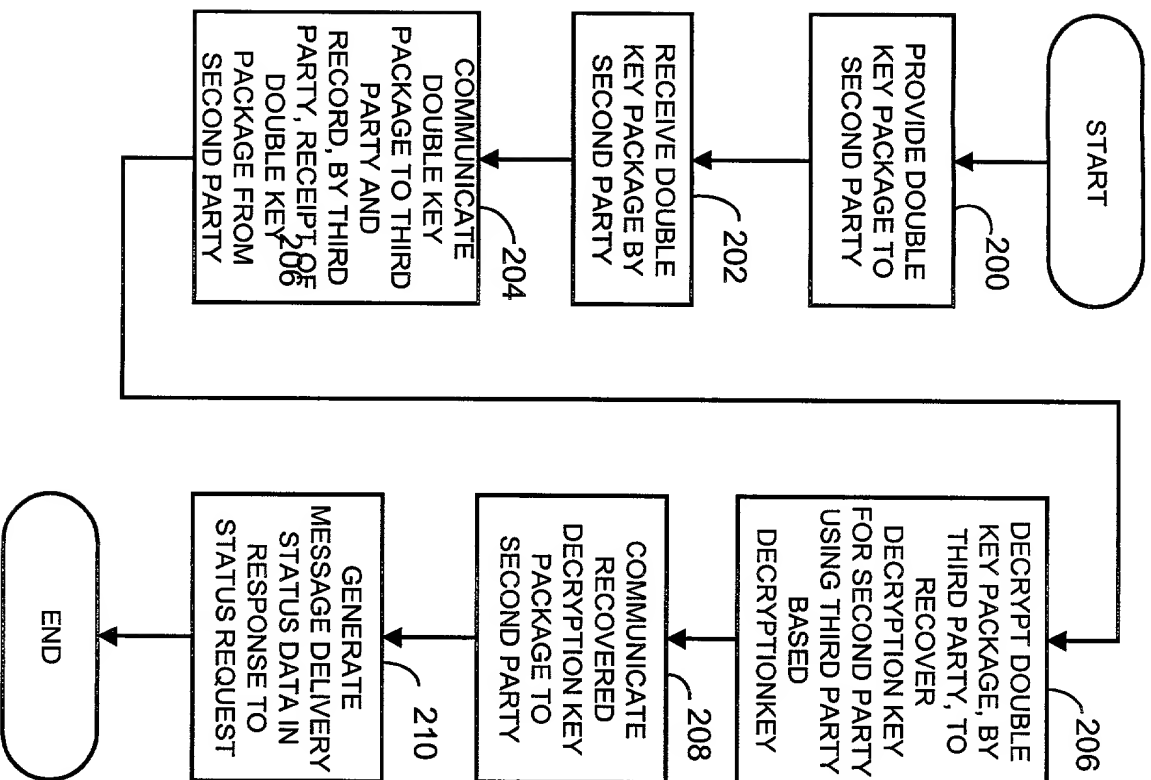 START
PROVIDE DOUBLE
KEY PACKAGE TO
SECOND PARTY
200
RECEIVE DOUBLE
KEY PACKAGE BY
SECOND PARTY
202
COMMUNICATE
DOUBLE KEY
PACKAGE TO THIRD
PARTY AND
RECORD, BY THIRD
PARTY, RECEIPT OF
DOUBLE KEY
PACKAGE FROM
SECOND PARTY
204
206
DECRYPT DOUBLE
KEY PACKAGE, BY
THIRD PARTY, TO
RECOVER
DECRYPTION KEY
FOR SECOND PARTY
USING THIRD PARTY
BASED
DECRYPTIONKEY
206
COMMUNICATE
RECOVERED
DECRYPTION KEY
PACKAGE TO
SECOND PARTY
208
GENERATE
MESSAGE DELIVERY
STATUS DATA IN
RESPONSE TO
STATUS REQUEST
210
END